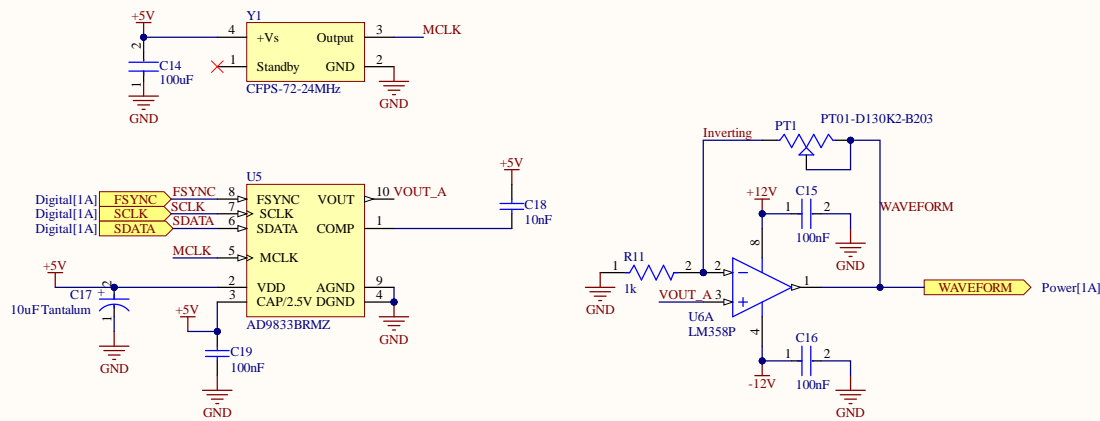 +5V
2
1
C14
100uF
GND
Y1
4
+Vs
Output
3
MCLK
1
Standby
GND
2
CFPS-72-24MHz
GND
U5
Digital[1A]
FSYNC
FSYNC
8
FSYNC
VOUT
10
VOUT_A
Digital[1A]
SCLK
SCLK
7
SCLK
Digital[1A]
SDATA
SDATA
6
SDATA
COMP
1
+5V
C18
10nF
MCLK
5
MCLK
+5V
2
VDD
AGND
9
3
CAP/2.5V
DGND
4
AD9833BRMZ
GND
C17
+
2
10uF Tantalum
1
GND
+5V
C19
100nF
GND
PT1
PT01-D130K2-B203
Inverting
+12V
C15
1
2
100nF
GND
WAVEFORM
8
R11
1
2
1k
GND
2
VOUT_A
3
1
U6A
LM358P
4
-12V
C16
1
2
100nF
GND
WAVEFORM
Power[1A]